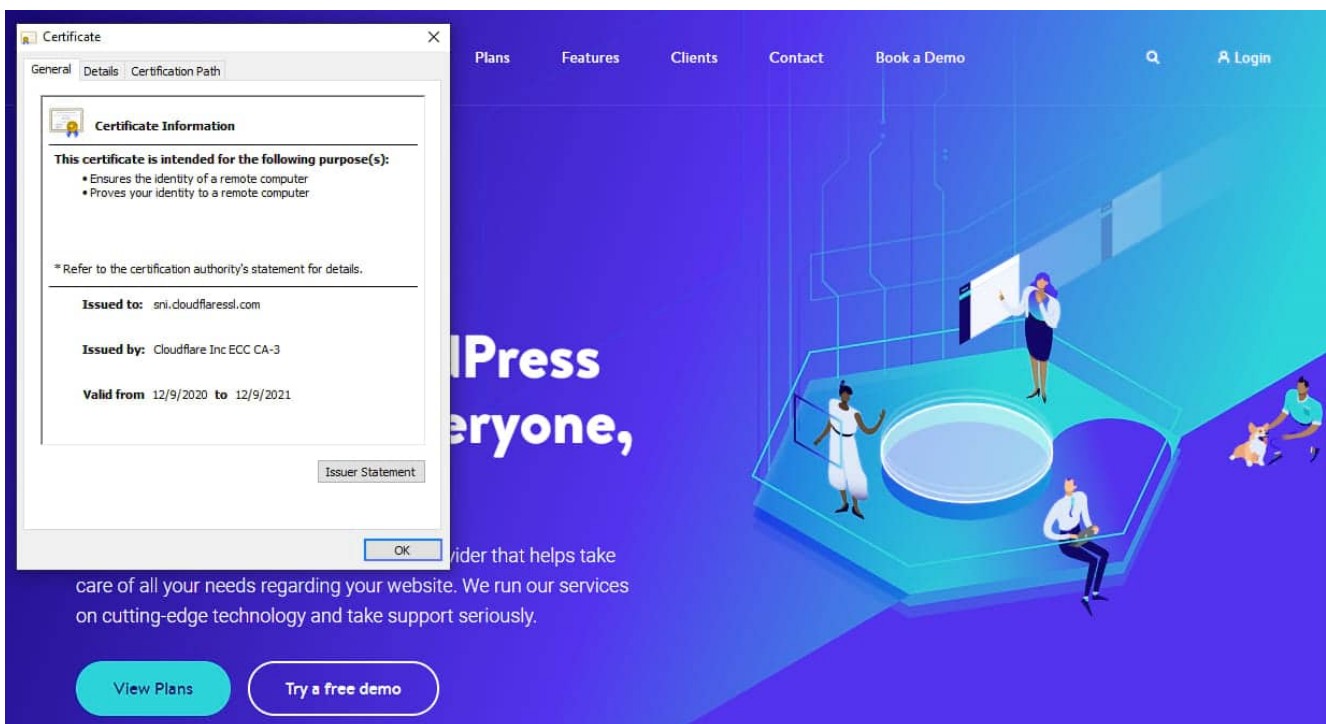 Certificate
General Details Certification Path
Certificate Information
This certificate is intended for the following purpose(s):
• Ensures the identity of a remote computer
• Proves your identity to a remote computer
* Refer to the certification authority's statement for details.
Issued to: sni.cloudflaressl.com
Issued by: Cloudflare Inc ECC CA-3
Valid from 12/9/2020 to 12/9/2021
Issuer Statement
OK
Plans Features Clients Contact Book a Demo Login
Press
eryone,
vider that helps take
care of all your needs regarding your website. We run our services
on cutting-edge technology and take support seriously.
View Plans Try a free demo